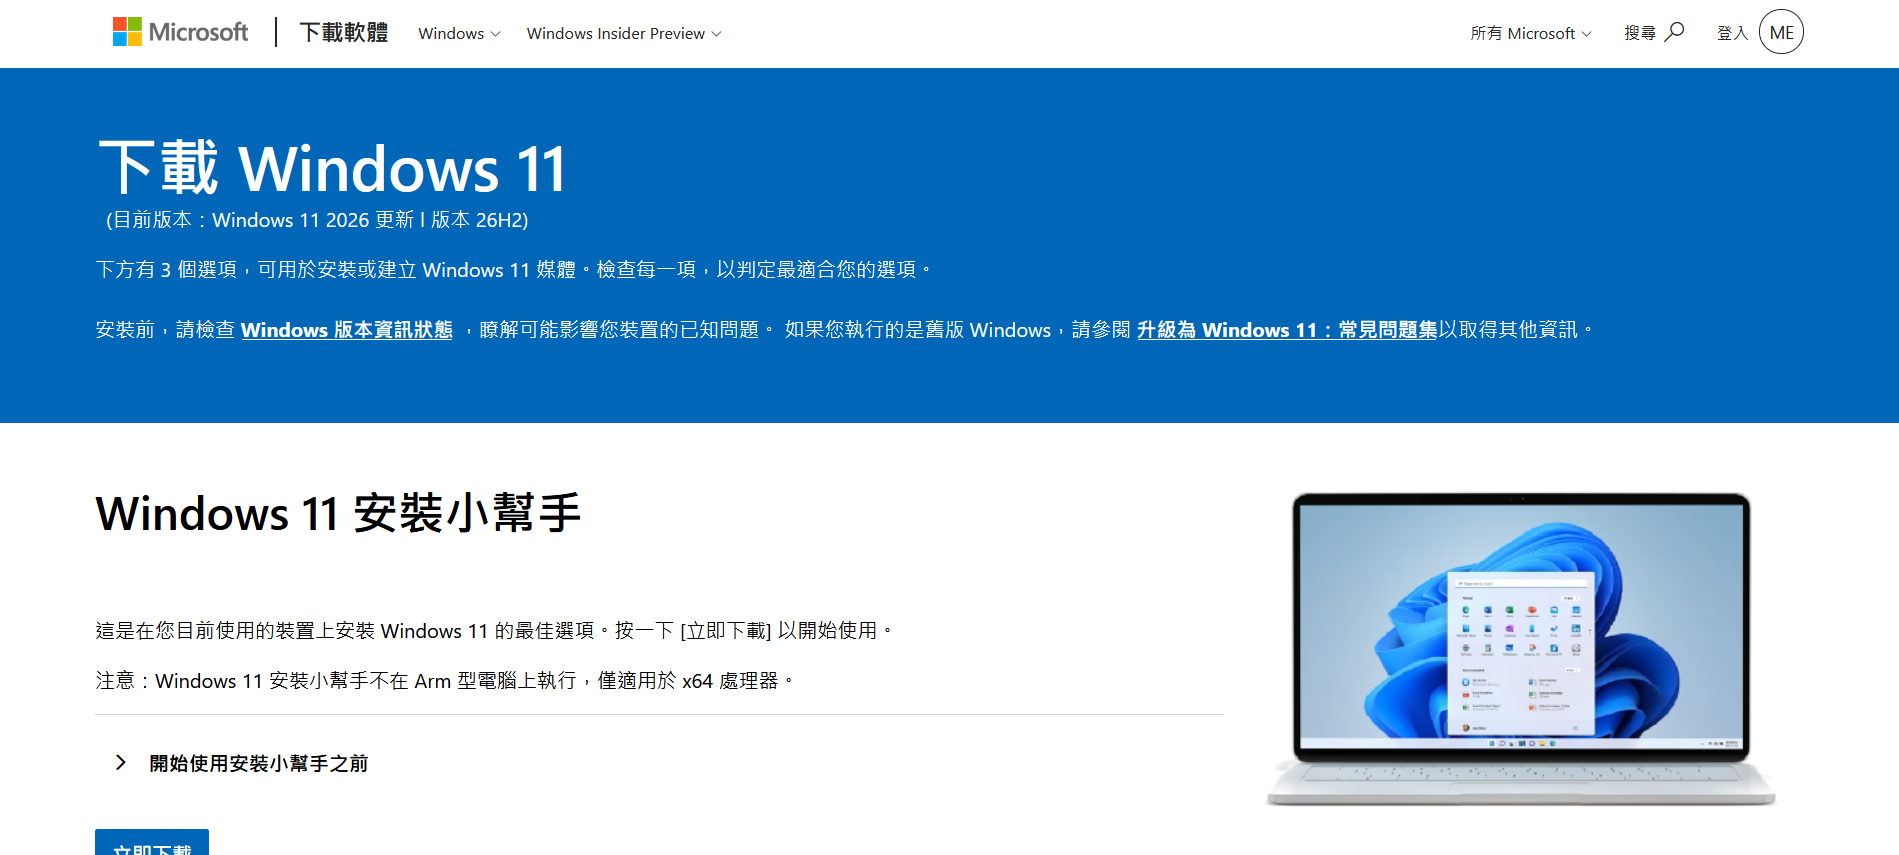 Microsoft
下載軟體
Windows
Windows Insider Preview
所有 Microsoft
搜尋
登入
ME
下載 Windows 11
(目前版本：Windows 11 2026 更新 l 版本 26H2)
下方有 3 個選項，可用於安裝或建立 Windows 11 媒體。檢查每一項，以判定最適合您的選項。
安裝前，請檢查 Windows 版本資訊狀態 ，瞭解可能影響您裝置的已知問題。 如果您執行的是舊版 Windows，請參閱 升級為 Windows 11：常見問題集以取得其他資訊。
Windows 11 安裝小幫手
這是在您目前使用的裝置上安裝 Windows 11 的最佳選項。按一下 [立即下載] 以開始使用。
注意：Windows 11 安裝小幫手不在 Arm 型電腦上執行，僅適用於 x64 處理器。
開始使用安裝小幫手之前
立即下載